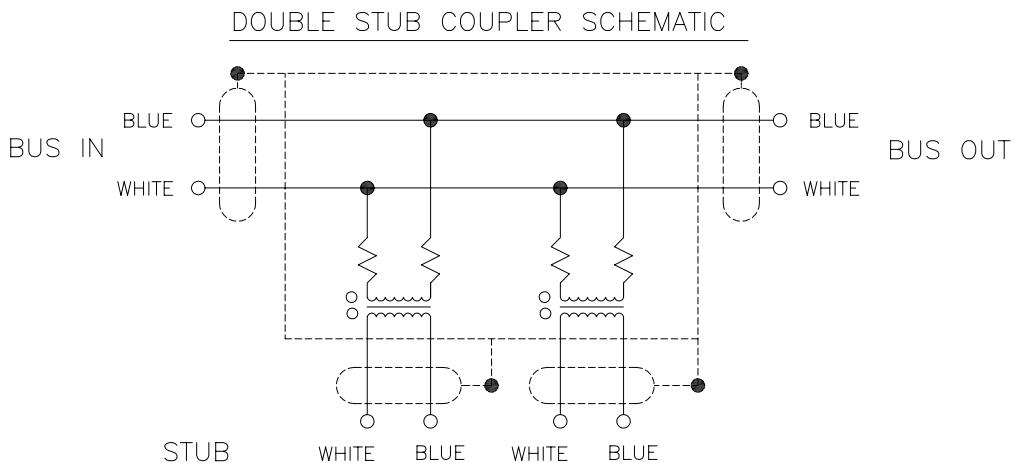 DOUBLE STUB COUPLER SCHEMATIC
BLUE
BLUE
BUS IN
BUS OUT
WHITE
WHITE
STUB
WHITE
BLUE
WHITE
BLUE